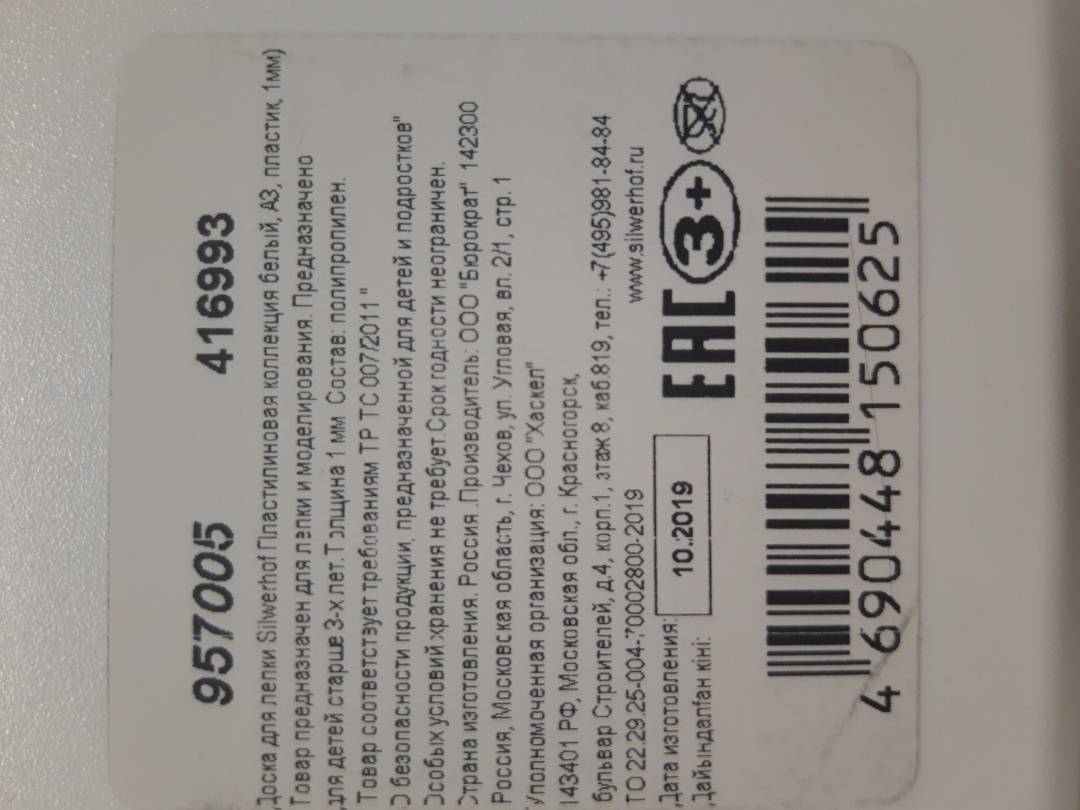 957005 416993
Доска для лепки Silwerhof Пластилиновая коллекция белый, А3, пластик, 1мм)
Товар предназначен для лепки и моделирования. Предназначено
для детей старше 3-х лет. Толщина 1 мм Состав: полипропилен.
Товар соответствует требованиям ТР ТС 007/2011 "
О безопасности продукции, предназначенной для детей и подростков"
Особых условий хранения не требует.Срок годности неограничен.
Страна изготовления: Россия .Производитель: ООО "Бюрократ" 142300
Россия, Московская область, г. Чехов, ул. Угловая, вл. 2/1, стр. 1
Уполномоченная организация: ООО "Хаскел"
143401 РФ, Московская обл., г. Красногорск,
бульвар Строителей, д.4, корп.1, этаж 8, каб.819, тел.: +7(495)981-84-84
ТО 22.29.25-004-70002800-2019 www.silwerhof.ru
Дата изготовления: 10.2019
Дайындалған кіні:
EAC 3+
4 690448 150625